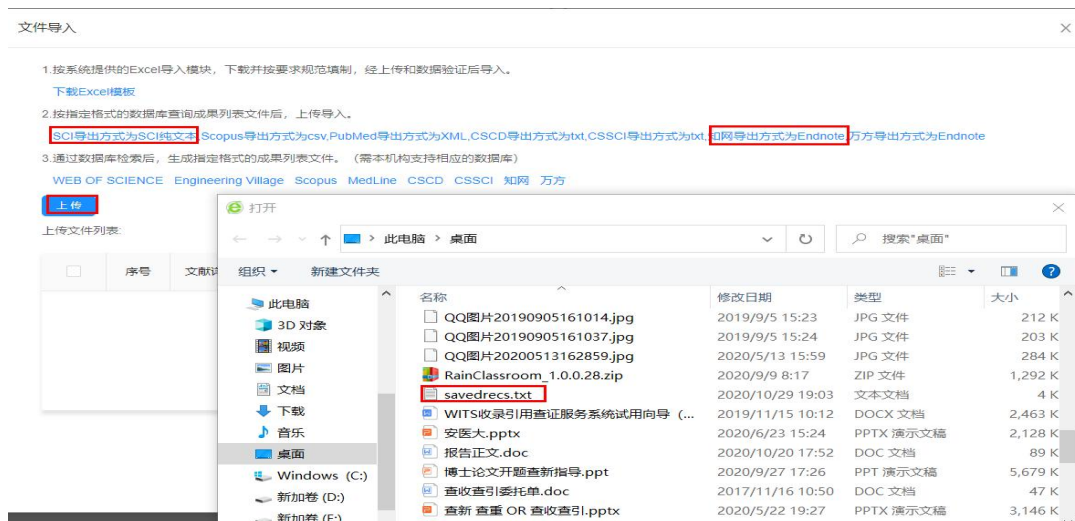 文件导入
1.按系统提供的Excel导入模块，下载并按要求规范填制，经上传和数据验证后导入。
下载Excel模板
2.按指定格式的数据库查询成果列表文件后，上传导入。
SCI导出方式为SCI纯文本,Scopus导出方式为csv,PubMed导出方式为XML,CSCD导出方式为txt,CSSCI导出方式为txt,知网导出方式为Endnote,万方导出方式为Endnote
3.通过数据库检索后，生成指定格式的成果列表文件。（需本机构支持相应的数据库）
WEB OF SCIENCE Engineering Village Scopus MedLine CSCD CSSCI 知网 万方
上传
上传文件列表:
序号 文献
打开
此电脑 > 桌面
搜索"桌面"
组织 新建文件夹
名称 修改日期 类型 大小
此电脑
3D 对象
视频
图片
文档
下载
音乐
桌面
Windows (C:)
新加卷 (D:)
新加卷 (E:)
QQ图片20190905161014.jpg 2019/9/5 15:23 JPG 文件 212 K
QQ图片20190905161037.jpg 2019/9/5 15:24 JPG 文件 203 K
QQ图片20200513162859.jpg 2020/5/13 15:59 JPG 文件 284 K
RainClassroom_1.0.0.28.zip 2020/9/9 8:17 ZIP 文件 1,292 K
savedrecs.txt 2020/10/29 19:03 文本文档 4 K
WITS收录引用查证服务系统试用向导（... 2019/11/15 10:12 DOCX 文档 2,463 K
安医大.pptx 2020/6/23 15:24 PPTX 演示文稿 2,128 K
报告正文.doc 2020/10/20 17:52 DOC 文档 89 K
博士论文开题查新指导.ppt 2020/9/27 17:26 PPT 演示文稿 5,679 K
查收查引委托单.doc 2017/11/16 10:50 DOC 文档 47 K
查新 查重 OR 查收查引.pptx 2020/5/22 19:27 PPTX 演示文稿 3,146 K